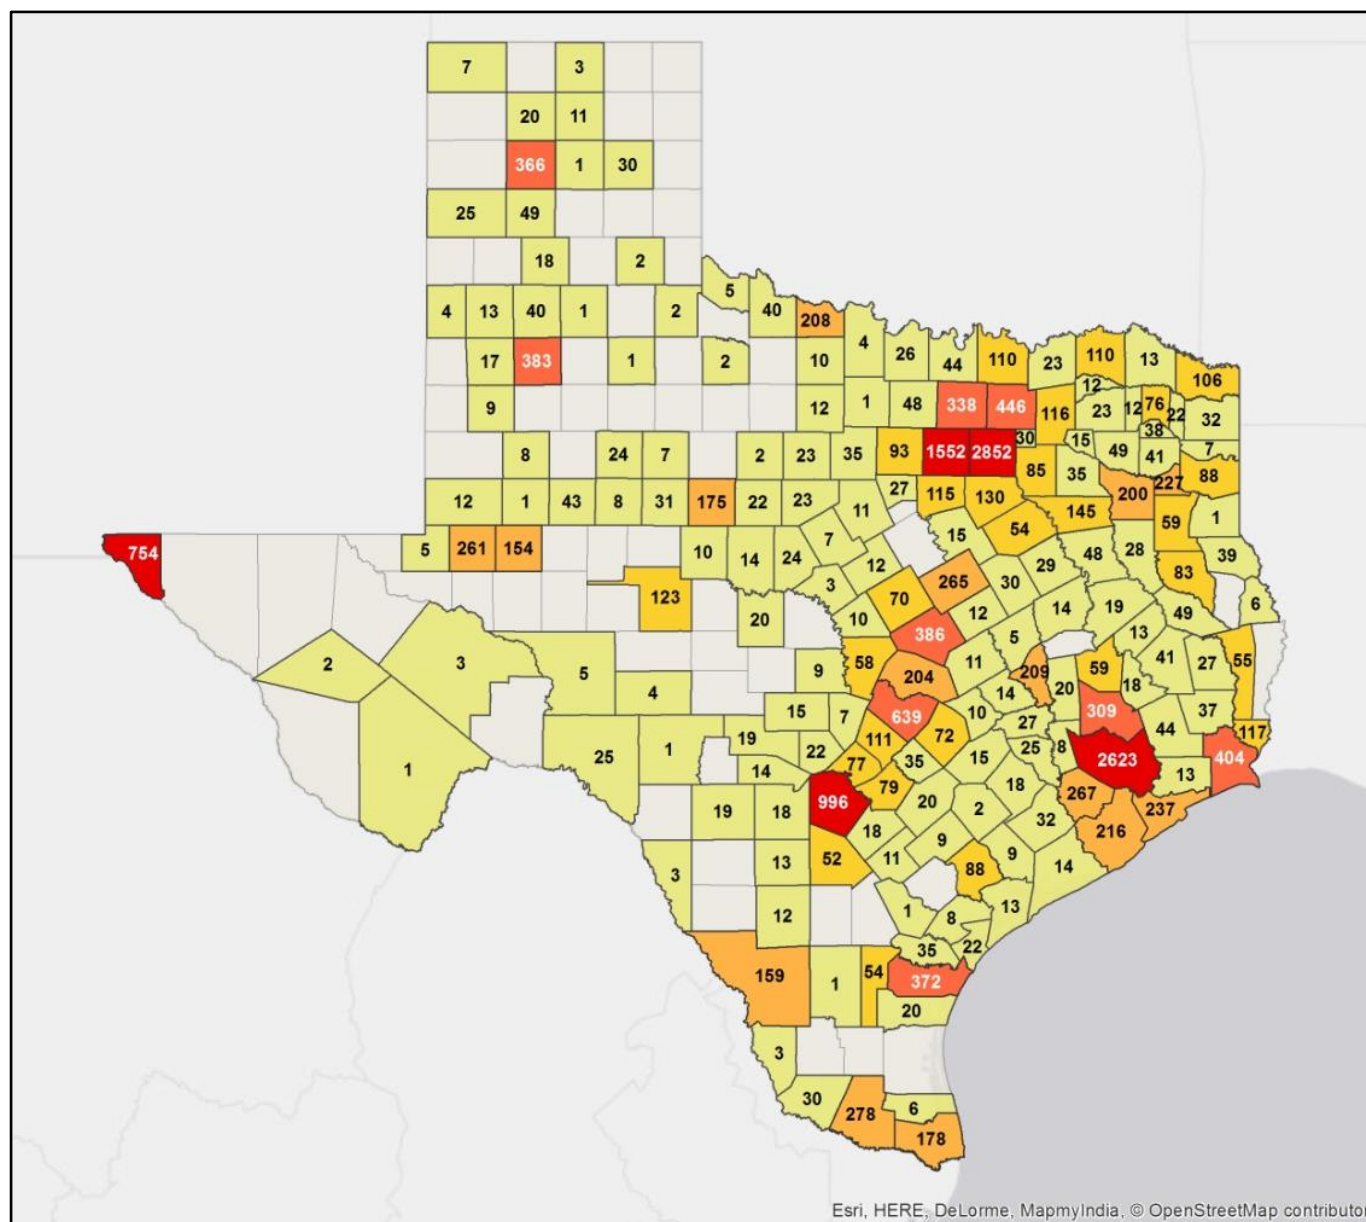 7 3
20 11
366 1 30
25 49
18 2
5
4 13 40 1 2 40 208
4 26 44 110 23 110 13
17 383 1 2 10 106
12
9 12 1 48 338 446 116 23 12 76 22 32
30 15 38
8 24 7 2 23 35 93 1552 2852 49 41 7
85 35 227 88
12 1 43 8 31 175 22 23 27 115 130 200
11 145 59 1
754 5 261 154 10 14 24 7 15 54 48 28 39
12 29
3 265 30 83
123 70 14 19 49 6
20 10 12
386 5 13
2 3 5 9 58 204 11 209 59 41 27 55
4 14 20 18
15 7 639 10 27 309 37
19 111 72 44 117
25 1 22 77 35 15 25 8 2623 404
1 14 79 18 13
19 18 996 20 2 267 237
18 32 216
3 13 52 11 9 88 9 14
12 1 8 13
35 22
159 1 54 372
20
3
30 278 6
178
Esri, HERE, DeLorme, MapmyIndia, © OpenStreetMap contributo